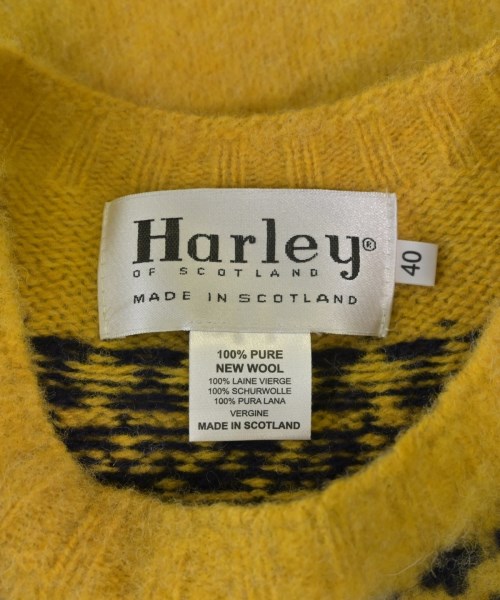 Harley®
OF SCOTLAND
MADE IN SCOTLAND
40
100% PURE
NEW WOOL
100% LAINE VIERGE
100% SCHURWOLLE
100% PURA LANA
VERGINE
MADE IN SCOTLAND